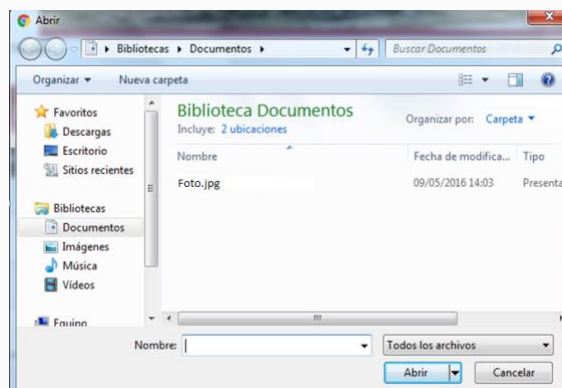 Abrir
Bibliotecas Documentos
Buscar Documentos
Organizar Nueva carpeta
Favoritos
Descargas
Escritorio
Sitios recientes
Bibliotecas
Documentos
Imágenes
Música
Vídeos
Equipo
Biblioteca Documentos
Incluye: 2 ubicaciones
Organizar por: Carpeta
Nombre Fecha de modifica... Tipo
Foto.jpg 09/05/2016 14:03 Presenta
Nombre: Todos los archivos
Abrir Cancelar